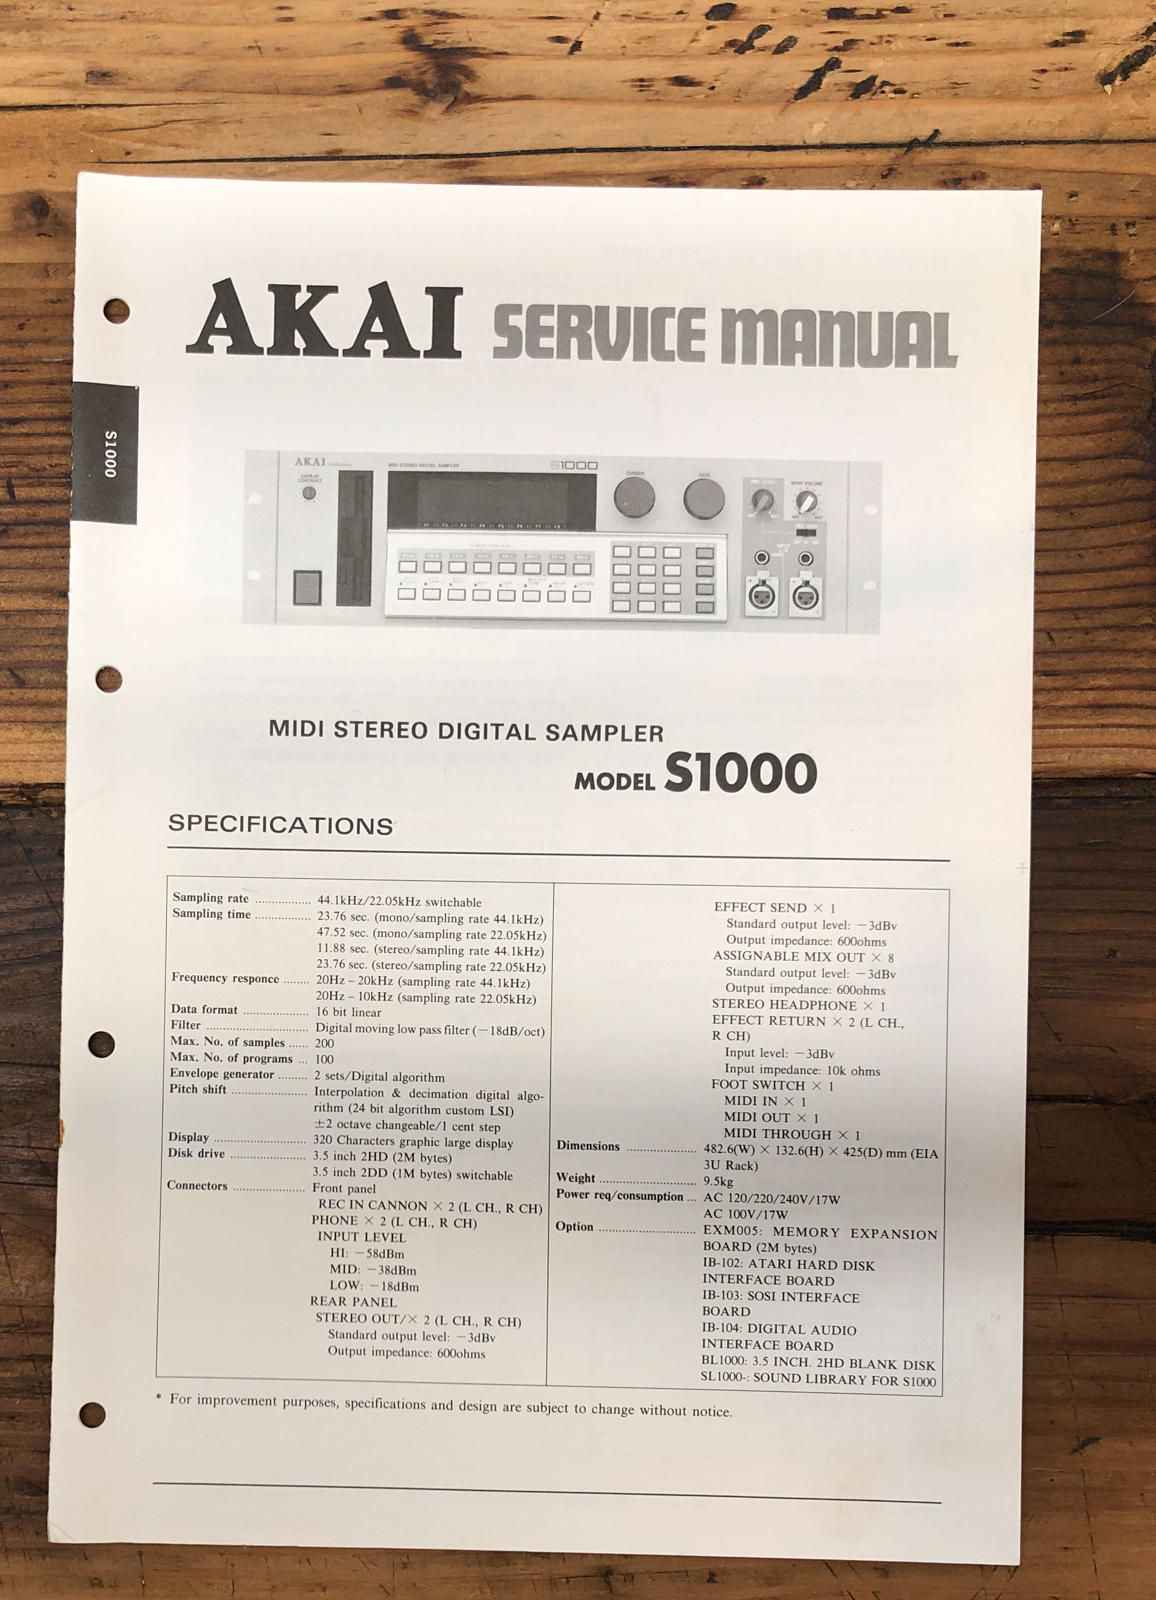 AKAI SERVICE MANUAL
S1000
AKAI
MIDI STEREO DIGITAL SAMPLER
S1000
DISPLAY
CONTRAST
MAIN VOLUME
MIDI STEREO DIGITAL SAMPLER
MODEL S1000
SPECIFICATIONS
Sampling rate ................. 44.1kHz/22.05kHz switchable
Sampling time ................. 23.76 sec. (mono/sampling rate 44.1kHz)
47.52 sec. (mono/sampling rate 22.05kHz)
11.88 sec. (stereo/sampling rate 44.1kHz)
23.76 sec. (stereo/sampling rate 22.05kHz)
Frequency responce ........ 20Hz – 20kHz (sampling rate 44.1kHz)
20Hz – 10kHz (sampling rate 22.05kHz)
Data format .................... 16 bit linear
Filter ............................... Digital moving low pass filter (−18dB/oct)
Max. No. of samples ...... 200
Max. No. of programs ... 100
Envelope generator ......... 2 sets/Digital algorithm
Pitch shift ....................... Interpolation & decimation digital algo-
rithm (24 bit algorithm custom LSI)
±2 octave changeable/1 cent step
Display ............................ 320 Characters graphic large display
Disk drive ....................... 3.5 inch 2HD (2M bytes)
3.5 inch 2DD (1M bytes) switchable
Connectors ...................... Front panel
REC IN CANNON × 2 (L CH., R CH)
PHONE × 2 (L CH., R CH)
INPUT LEVEL
HI: −58dBm
MID: −38dBm
LOW: −18dBm
REAR PANEL
STEREO OUT/× 2 (L CH., R CH)
Standard output level: −3dBv
Output impedance: 600ohms
EFFECT SEND × 1
Standard output level: −3dBv
Output impedance: 600ohms
ASSIGNABLE MIX OUT × 8
Standard output level: −3dBv
Output impedance: 600ohms
STEREO HEADPHONE × 1
EFFECT RETURN × 2 (L CH.,
R CH)
Input level: −3dBv
Input impedance: 10k ohms
FOOT SWITCH × 1
MIDI IN × 1
MIDI OUT × 1
MIDI THROUGH × 1
Dimensions ..................... 482.6(W) × 132.6(H) × 425(D) mm (EIA
3U Rack)
Weight ............................. 9.5kg
Power req/consumption ... AC 120/220/240V/17W
AC 100V/17W
Option ............................. EXM005: MEMORY EXPANSION
BOARD (2M bytes)
IB-102: ATARI HARD DISK
INTERFACE BOARD
IB-103: SOSI INTERFACE
BOARD
IB-104: DIGITAL AUDIO
INTERFACE BOARD
BL1000: 3.5 INCH. 2HD BLANK DISK
SL1000-: SOUND LIBRARY FOR S1000
* For improvement purposes, specifications and design are subject to change without notice.